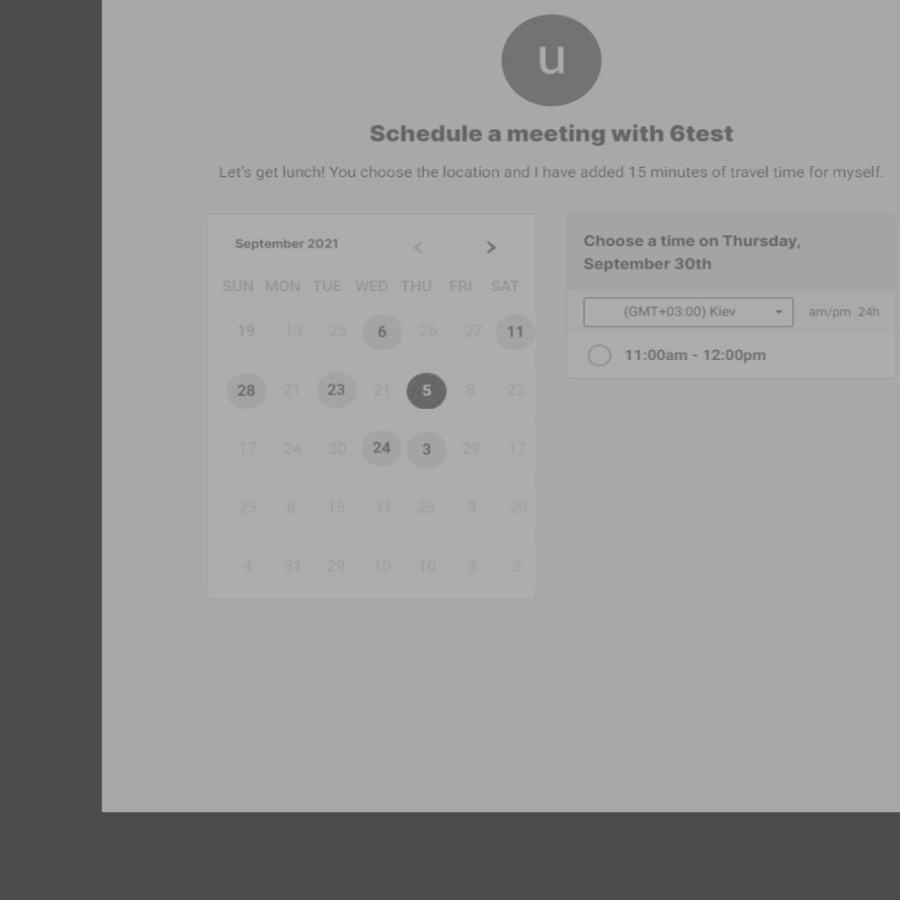 u
Schedule a meeting with 6test
Let's get lunch! You choose the location and I have added 15 minutes of travel time for myself.
September 2021 < >
SUN MON TUE WED THU FRI SAT
19 13 25 6 26 27 11
28 21 23 21 5 8 22
17 24 30 24 3 29 17
25 8 15 31 23 3 20
4 31 29 10 10 3 3
Choose a time on Thursday,
September 30th
(GMT+03:00) Kiev am/pm 24h
11:00am - 12:00pm